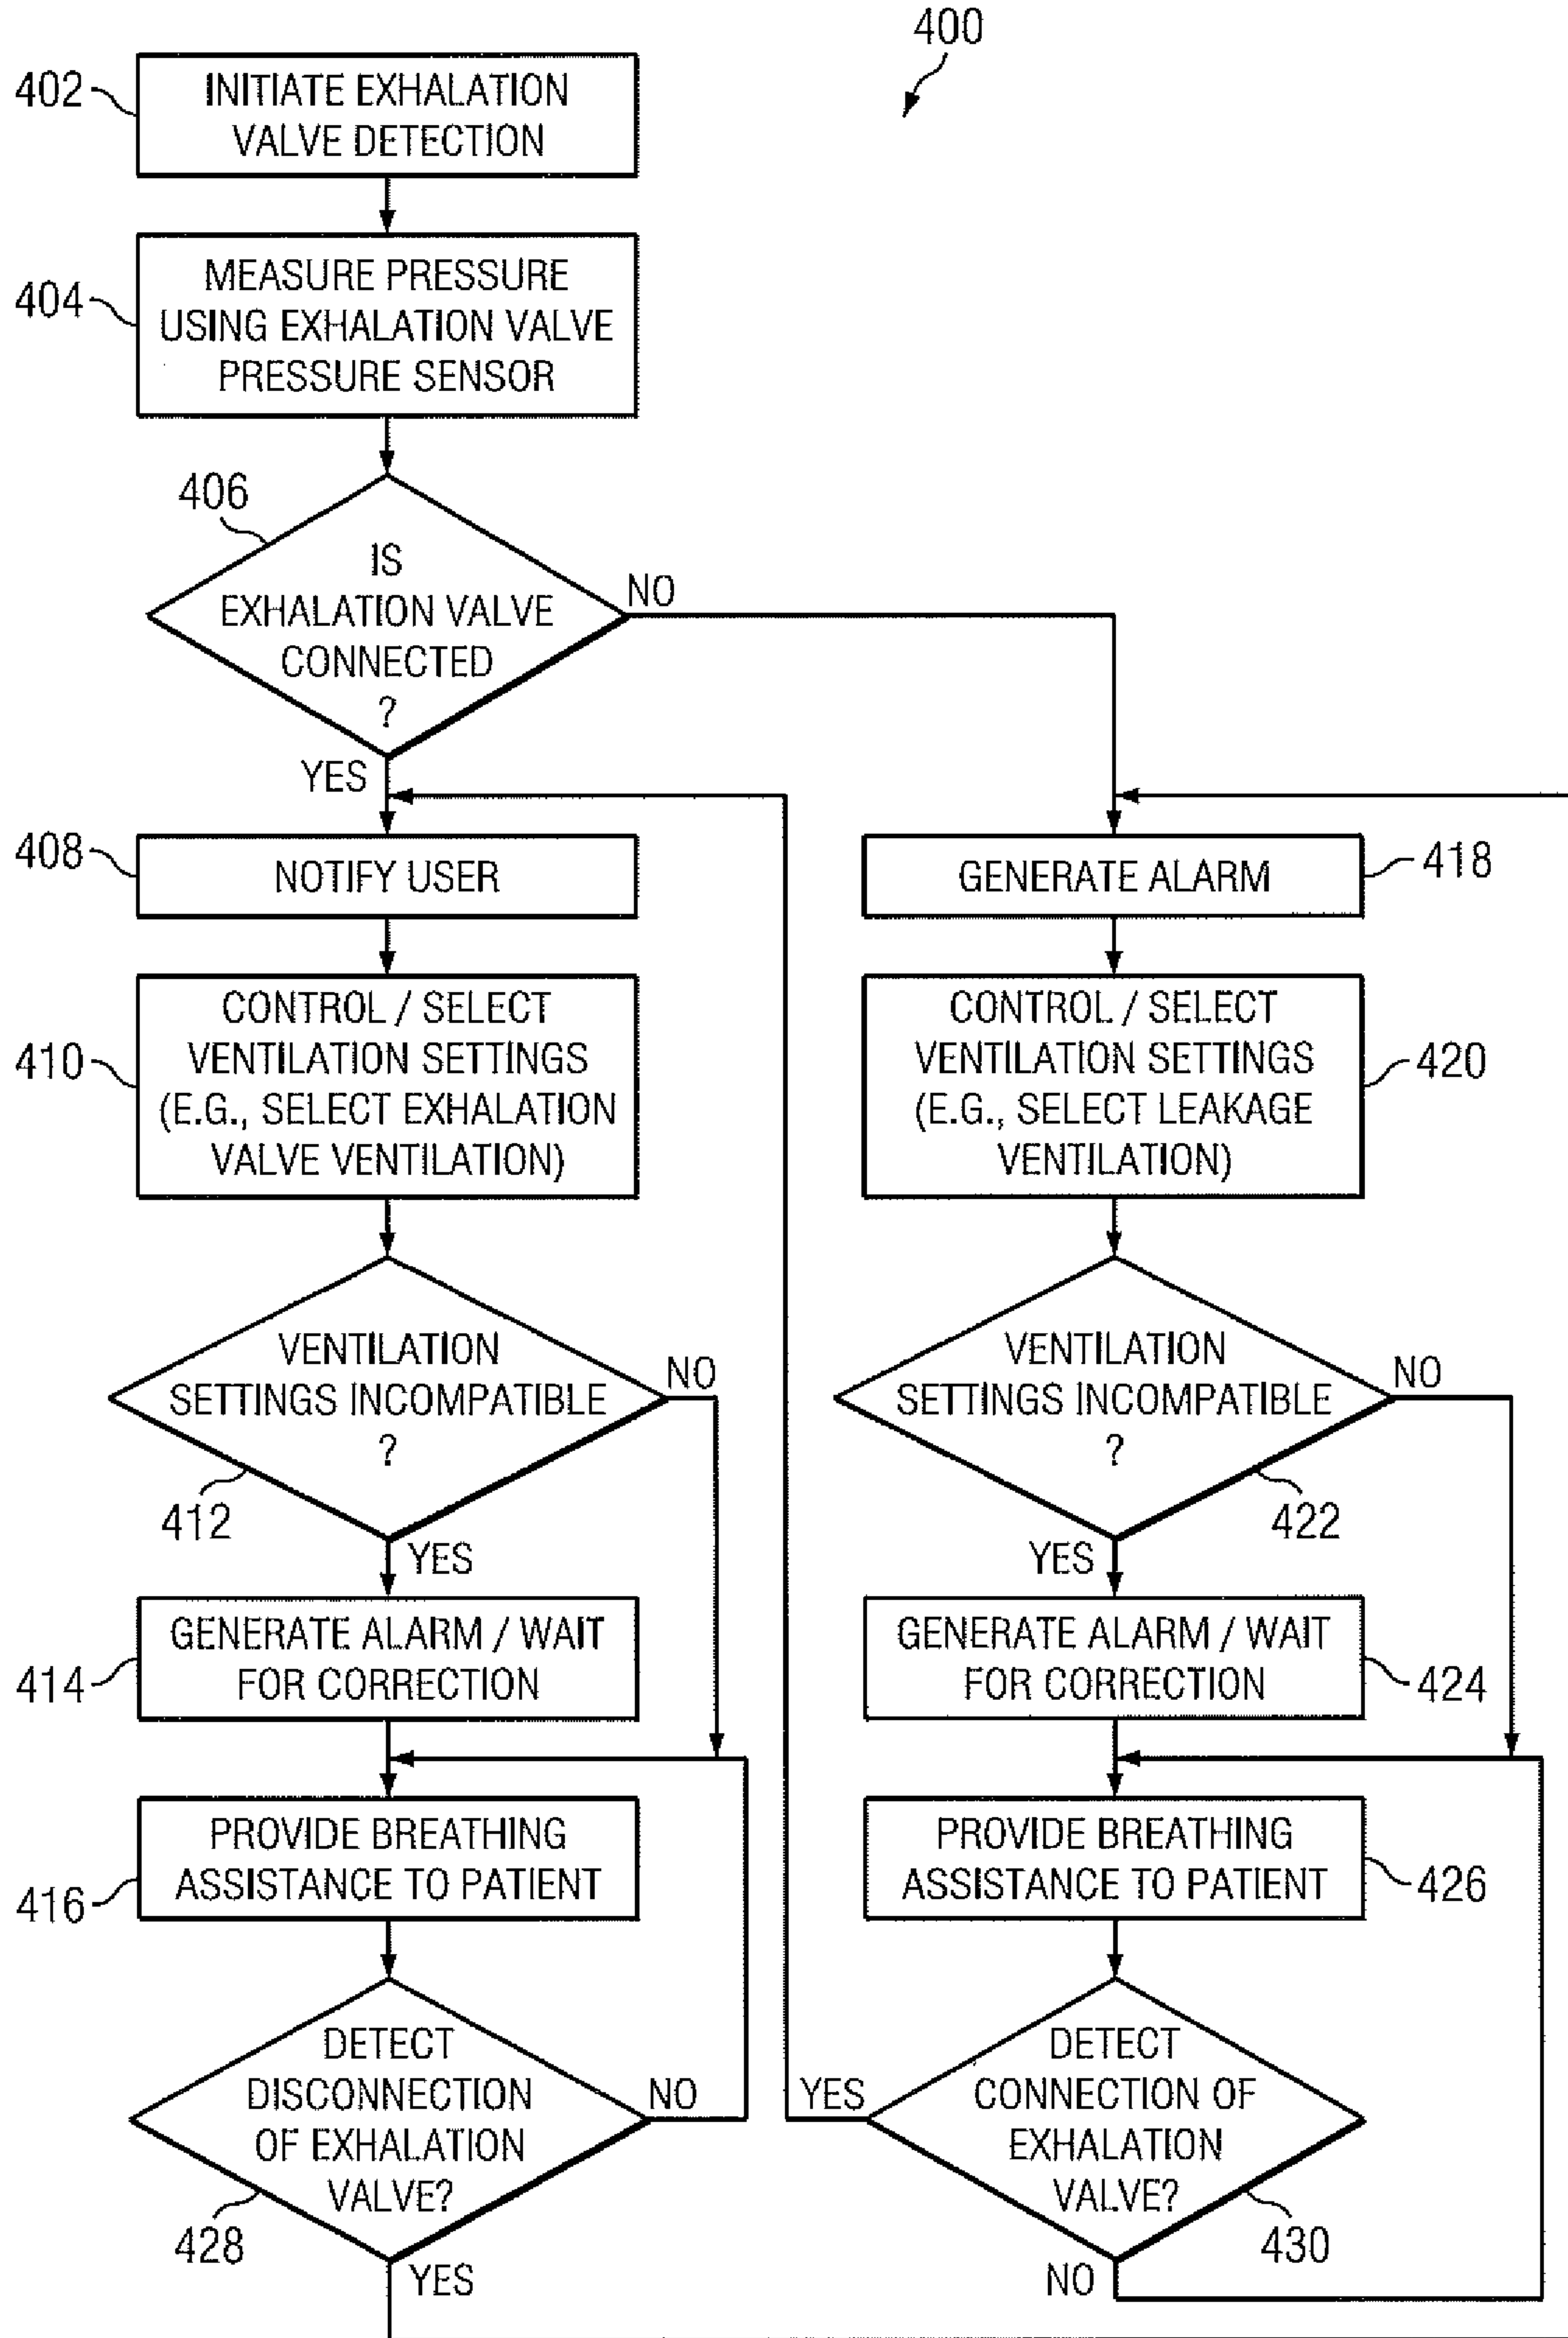 400
402
INITIATE EXHALATION
VALVE DETECTION
404
MEASURE PRESSURE
USING EXHALATION VALVE
PRESSURE SENSOR
406
IS
EXHALATION VALVE
CONNECTED
?
NO
YES
408
NOTIFY USER
410
CONTROL / SELECT
VENTILATION SETTINGS
(E.G., SELECT EXHALATION
VALVE VENTILATION)
VENTILATION
SETTINGS INCOMPATIBLE
?
NO
412
YES
414
GENERATE ALARM / WAIT
FOR CORRECTION
416
PROVIDE BREATHING
ASSISTANCE TO PATIENT
DETECT
DISCONNECTION
OF EXHALATION
VALVE?
NO
428
YES
GENERATE ALARM
418
CONTROL / SELECT
VENTILATION SETTINGS
(E.G., SELECT LEAKAGE
VENTILATION)
420
VENTILATION
SETTINGS INCOMPATIBLE
?
NO
422
YES
GENERATE ALARM / WAIT
FOR CORRECTION
424
PROVIDE BREATHING
ASSISTANCE TO PATIENT
426
YES
DETECT
CONNECTION OF
EXHALATION
VALVE?
430
NO